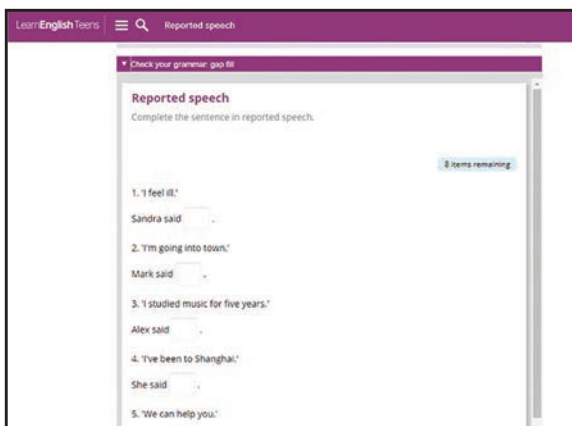 LearnEnglish Teens Reported speech
Check your grammar: gap fill
Reported speech
Complete the sentence in reported speech.
8 items remaining
1. 'I feel ill.'
Sandra said .
2. 'I'm going into town.'
Mark said .
3. 'I studied music for five years.'
Alex said .
4. 'I've been to Shanghai.'
She said .
5. 'We can help you.'